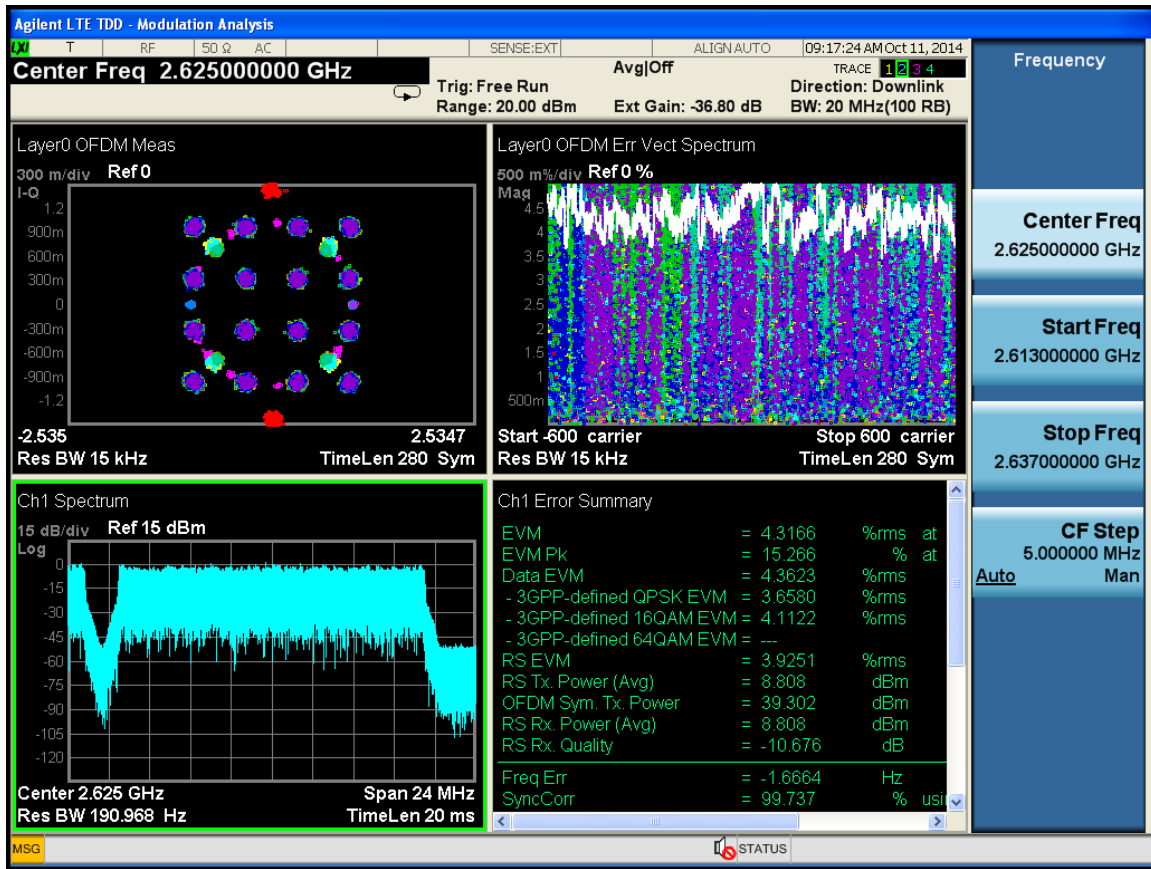 Agilent LTE TDD - Modulation Analysis
LXI T RF 50 Ω AC SENSE:EXT ALIGN AUTO 09:17:24 AM Oct 11, 2014
Center Freq 2.625000000 GHz
Avg|Off
TRACE 1 2 3 4
Trig: Free Run
Direction: Downlink
Range: 20.00 dBm Ext Gain: -36.80 dB BW: 20 MHz(100 RB)
Layer0 OFDM Meas
300 m/div Ref 0
I-Q
1.2
900m
600m
300m
0
-300m
-600m
-900m
-1.2
-2.535 2.5347
Res BW 15 kHz TimeLen 280 Sym
Layer0 OFDM Err Vect Spectrum
500 m%/div Ref 0 %
Mag
4.5
4
3.5
3
2.5
2
1.5
1
500m
Start -600 carrier Stop 600 carrier
Res BW 15 kHz TimeLen 280 Sym
Ch1 Spectrum
15 dB/div Ref 15 dBm
Log
0
-15
-30
-45
-60
-75
-90
-105
-120
Center 2.625 GHz Span 24 MHz
Res BW 190.968 Hz TimeLen 20 ms
Ch1 Error Summary
EVM = 4.3166 %rms at
EVM Pk = 15.266 % at
Data EVM = 4.3623 %rms
- 3GPP-defined QPSK EVM = 3.6580 %rms
- 3GPP-defined 16QAM EVM = 4.1122 %rms
- 3GPP-defined 64QAM EVM = ---
RS EVM = 3.9251 %rms
RS Tx. Power (Avg) = 8.808 dBm
OFDM Sym. Tx. Power = 39.302 dBm
RS Rx. Power (Avg) = 8.808 dBm
RS Rx. Quality = -10.676 dB
Freq Err = -1.6664 Hz
SyncCorr = 99.737 % usi
Frequency
Center Freq
2.625000000 GHz
Start Freq
2.613000000 GHz
Stop Freq
2.637000000 GHz
CF Step
5.000000 MHz
Auto Man
MSG STATUS